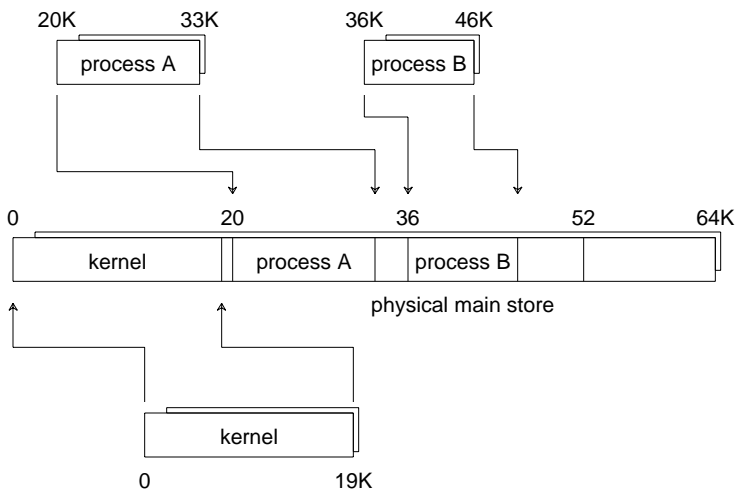 20K 33K 36K 46K
process A process B
0 20 36 52 64K
kernel process A process B
physical main store
kernel
0 19K